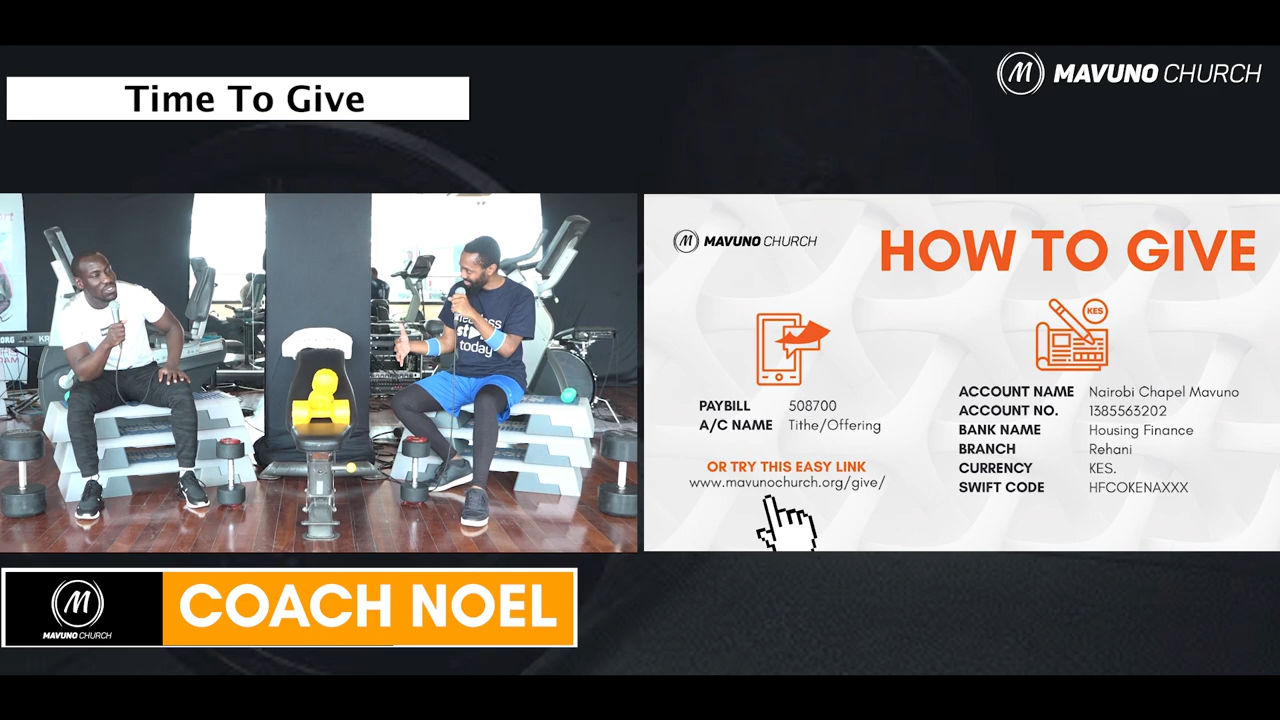 MAVUNO CHURCH
Time To Give
KORG
KR
today
MAVUNO CHURCH
HOW TO GIVE
KES
PAYBILL 508700
A/C NAME Tithe/Offering
OR TRY THIS EASY LINK
www.mavunochurch.org/give/
ACCOUNT NAME Nairobi Chapel Mavuno
ACCOUNT NO. 1385563202
BANK NAME Housing Finance
BRANCH Rehani
CURRENCY KES.
SWIFT CODE HFCOKENAXXX
MAVUNO CHURCH
COACH NOEL